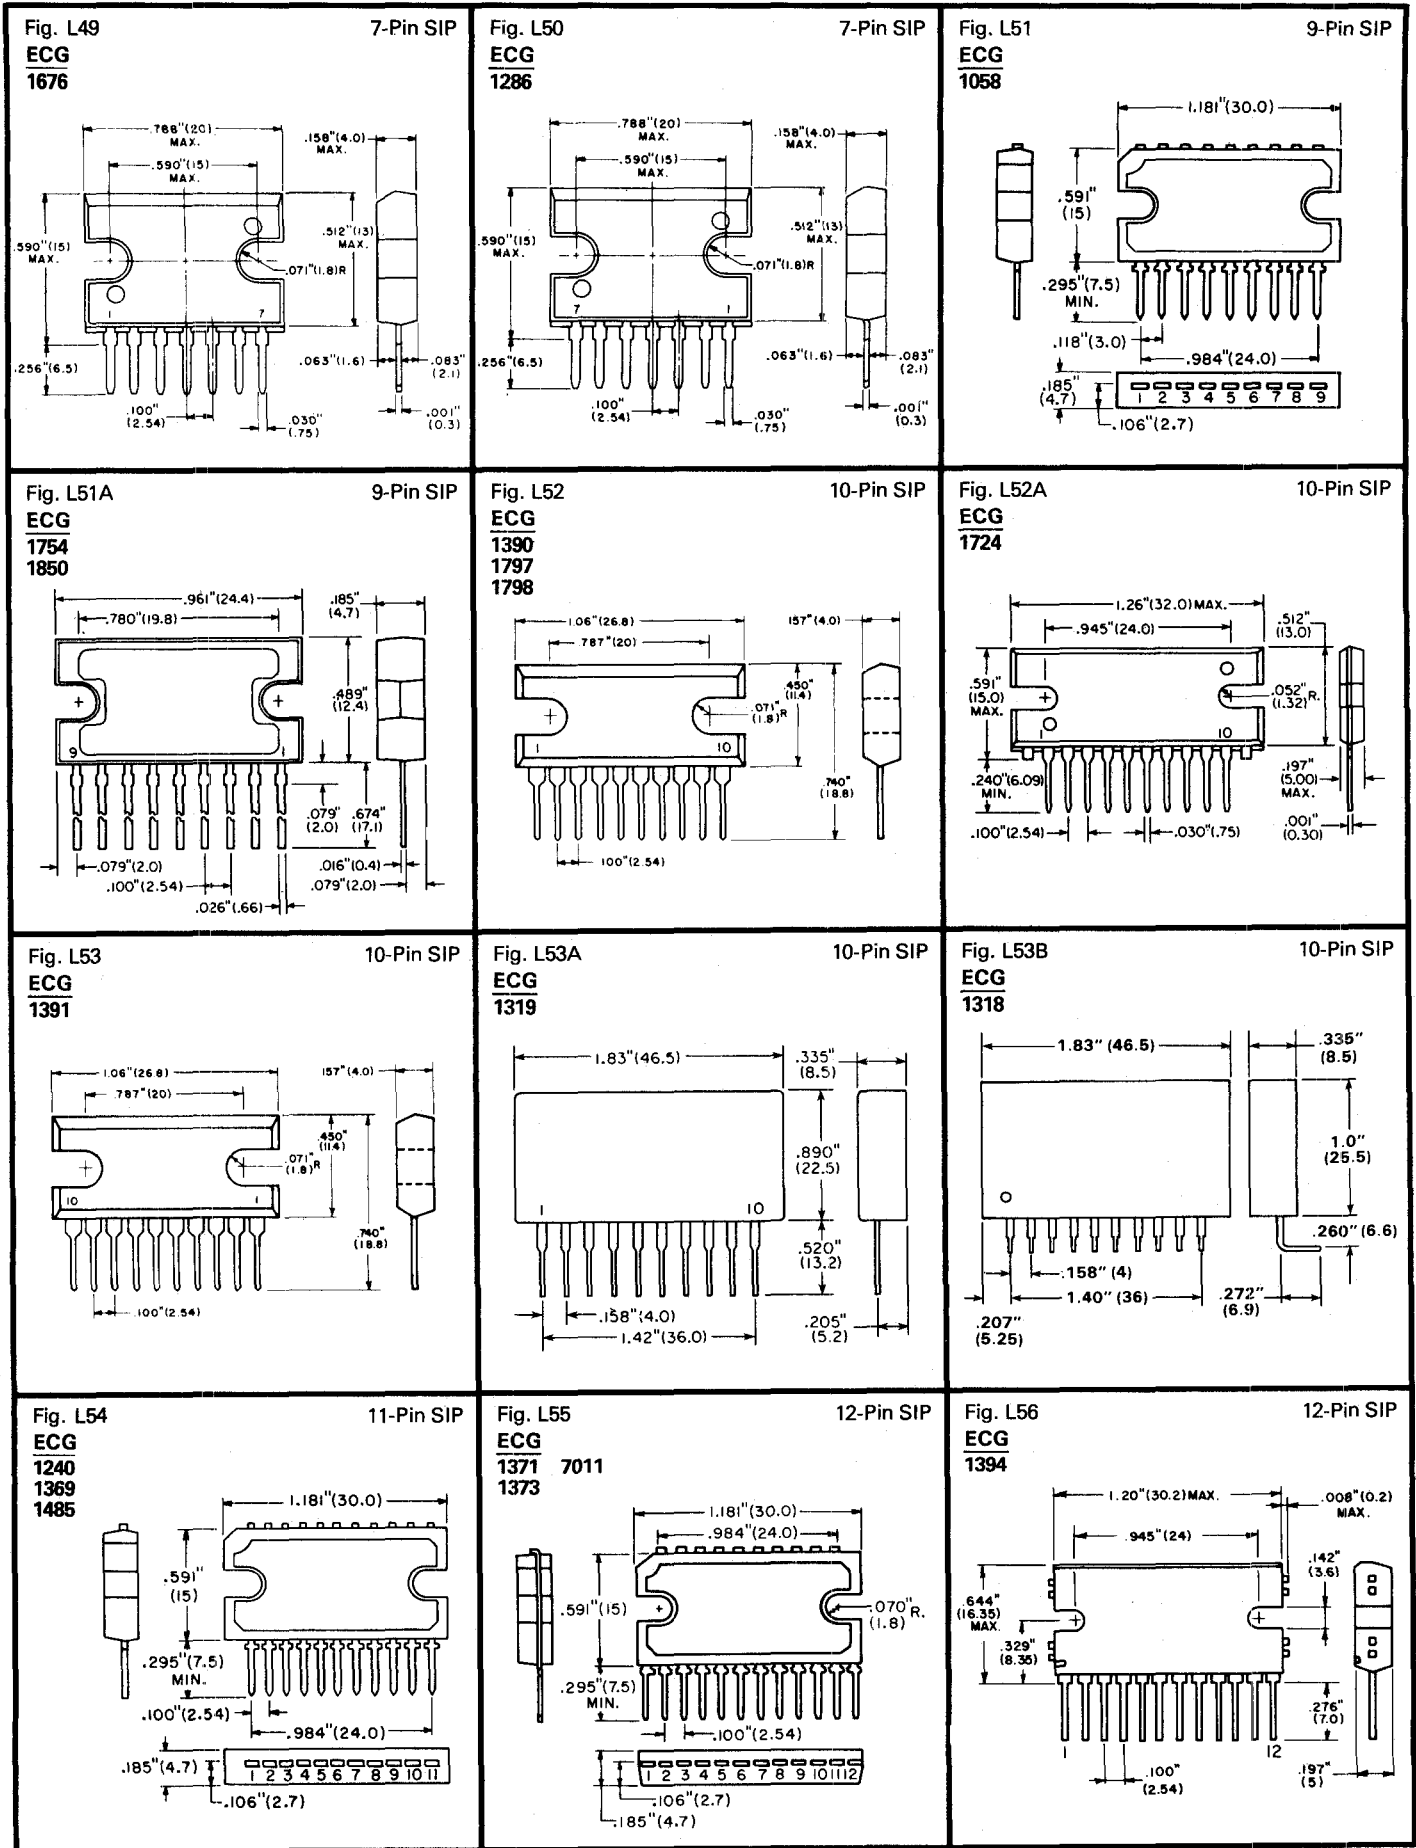 Fig. L49
7-Pin SIP
ECG
1676
.788"(20)
MAX.
.590"(15)
MAX.
.158"(4.0)
MAX.
.590"(15)
MAX.
.512"(13)
MAX.
.071"(1.8)R
1
7
.256"(6.5)
.063"(1.6)
.083"
(2.1)
.100"
(2.54)
.030"
(.75)
.001"
(0.3)
Fig. L50
7-Pin SIP
ECG
1286
.788"(20)
MAX.
.590"(15)
MAX.
.158"(4.0)
MAX.
.590"(15)
MAX.
.512"(13)
MAX.
.071"(1.8)R
7
1
.256"(6.5)
.063"(1.6)
.083"
(2.1)
.100"
(2.54)
.030"
(.75)
.001"
(0.3)
Fig. L51
9-Pin SIP
ECG
1058
1.181"(30.0)
.591"
(15)
.295"(7.5)
MIN.
.118"(3.0)
.984"(24.0)
.185"
(4.7)
1 2 3 4 5 6 7 8 9
.106"(2.7)
Fig. L51A
9-Pin SIP
ECG
1754
1850
.961"(24.4)
.780"(19.8)
.185"
(4.7)
.489"
(12.4)
9
1
.079"
(2.0)
.674"
(17.1)
.079"(2.0)
.016"(0.4)
.100"(2.54)
.079"(2.0)
.026"(.66)
Fig. L52
10-Pin SIP
ECG
1390
1797
1798
1.06"(26.8)
.787"(20)
157"(4.0)
.450"
(11.4)
.071"
(1.8)R
1
10
.740"
(18.8)
.100"(2.54)
Fig. L52A
10-Pin SIP
ECG
1724
1.26"(32.0)MAX.
.945"(24.0)
.512"
(13.0)
.591"
(15.0)
MAX.
.052"
(1.32)R.
1
10
.240"(6.09)
MIN.
.197"
(5.00)
MAX.
.100"(2.54)
.030"(.75)
.001"
(0.30)
Fig. L53
10-Pin SIP
ECG
1391
1.06"(26.8)
.787"(20)
157"(4.0)
.450"
(11.4)
.071"
(1.8)R
10
1
.740"
(18.8)
.100"(2.54)
Fig. L53A
10-Pin SIP
ECG
1319
1.83"(46.5)
.335"
(8.5)
.890"
(22.5)
1
10
.520"
(13.2)
.158"(4.0)
1.42"(36.0)
.205"
(5.2)
Fig. L53B
10-Pin SIP
ECG
1318
1.83" (46.5)
.335"
(8.5)
1.0"
(25.5)
.260" (6.6)
.158" (4)
1.40" (36)
.272"
(6.9)
.207"
(5.25)
Fig. L54
11-Pin SIP
ECG
1240
1369
1485
1.181"(30.0)
.591"
(15)
.295"(7.5)
MIN.
.100"(2.54)
.984"(24.0)
.185"(4.7)
1 2 3 4 5 6 7 8 9 10 11
.106"(2.7)
Fig. L55
12-Pin SIP
ECG
1371 7011
1373
1.181"(30.0)
.984"(24.0)
.591"(15)
.070"R.
(1.8)
.295"(7.5)
MIN.
.100"(2.54)
1 2 3 4 5 6 7 8 9 10 11 12
.106"(2.7)
.185"(4.7)
Fig. L56
12-Pin SIP
ECG
1394
1.20"(30.2)MAX.
.008"(0.2)
MAX.
.945"(24)
.142"
(3.6)
.644"
(16.35)
MAX.
.329"
(8.35)
.276"
(7.0)
1
12
.100"
(2.54)
.197"
(5)